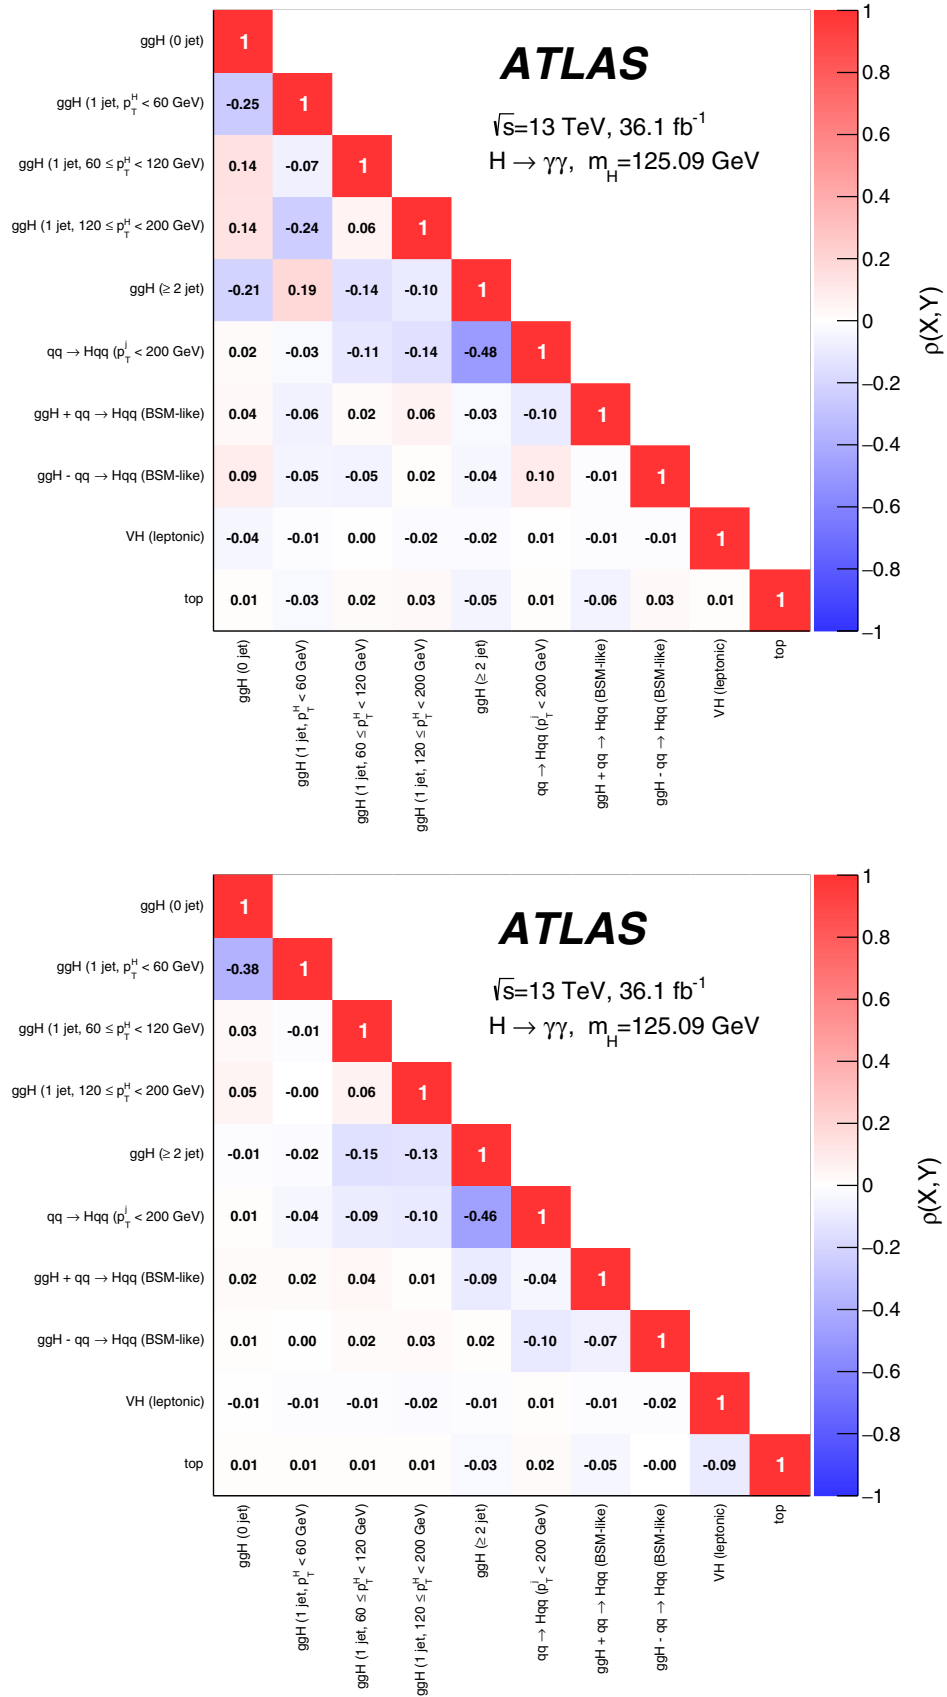 ggH (0 jet) 1
ATLAS
ggH (1 jet, p_T^H < 60 GeV) -0.25 1
√s=13 TeV, 36.1 fb⁻¹
ggH (1 jet, 60 ≤ p_T^H < 120 GeV) 0.14 -0.07 1
H → γγ, m_H=125.09 GeV
ggH (1 jet, 120 ≤ p_T^H < 200 GeV) 0.14 -0.24 0.06 1
ggH (≥ 2 jet) -0.21 0.19 -0.14 -0.10 1
qq → Hqq (p_T^j < 200 GeV) 0.02 -0.03 -0.11 -0.14 -0.48 1
ggH + qq → Hqq (BSM-like) 0.04 -0.06 0.02 0.06 -0.03 -0.10 1
ggH - qq → Hqq (BSM-like) 0.09 -0.05 -0.05 0.02 -0.04 0.10 -0.01 1
VH (leptonic) -0.04 -0.01 0.00 -0.02 -0.02 0.01 -0.01 -0.01 1
top 0.01 -0.03 0.02 0.03 -0.05 0.01 -0.06 0.03 0.01 1
ggH (0 jet)
ggH (1 jet, p_T^H < 60 GeV)
ggH (1 jet, 60 ≤ p_T^H < 120 GeV)
ggH (1 jet, 120 ≤ p_T^H < 200 GeV)
ggH (≥ 2 jet)
qq → Hqq (p_T^j < 200 GeV)
ggH + qq → Hqq (BSM-like)
ggH - qq → Hqq (BSM-like)
VH (leptonic)
top
1
0.8
0.6
0.4
0.2
0
−0.2
−0.4
−0.6
−0.8
−1
ρ(X,Y)
ggH (0 jet) 1
ATLAS
ggH (1 jet, p_T^H < 60 GeV) -0.38 1
√s=13 TeV, 36.1 fb⁻¹
ggH (1 jet, 60 ≤ p_T^H < 120 GeV) 0.03 -0.01 1
H → γγ, m_H=125.09 GeV
ggH (1 jet, 120 ≤ p_T^H < 200 GeV) 0.05 -0.00 0.06 1
ggH (≥ 2 jet) -0.01 -0.02 -0.15 -0.13 1
qq → Hqq (p_T^j < 200 GeV) 0.01 -0.04 -0.09 -0.10 -0.46 1
ggH + qq → Hqq (BSM-like) 0.02 0.02 0.04 0.01 -0.09 -0.04 1
ggH - qq → Hqq (BSM-like) 0.01 0.00 0.02 0.03 0.02 -0.10 -0.07 1
VH (leptonic) -0.01 -0.01 -0.01 -0.02 -0.01 0.01 -0.01 -0.02 1
top 0.01 0.01 0.01 0.01 -0.03 0.02 -0.05 -0.00 -0.09 1
ggH (0 jet)
ggH (1 jet, p_T^H < 60 GeV)
ggH (1 jet, 60 ≤ p_T^H < 120 GeV)
ggH (1 jet, 120 ≤ p_T^H < 200 GeV)
ggH (≥ 2 jet)
qq → Hqq (p_T^j < 200 GeV)
ggH + qq → Hqq (BSM-like)
ggH - qq → Hqq (BSM-like)
VH (leptonic)
top
1
0.8
0.6
0.4
0.2
0
−0.2
−0.4
−0.6
−0.8
−1
ρ(X,Y)